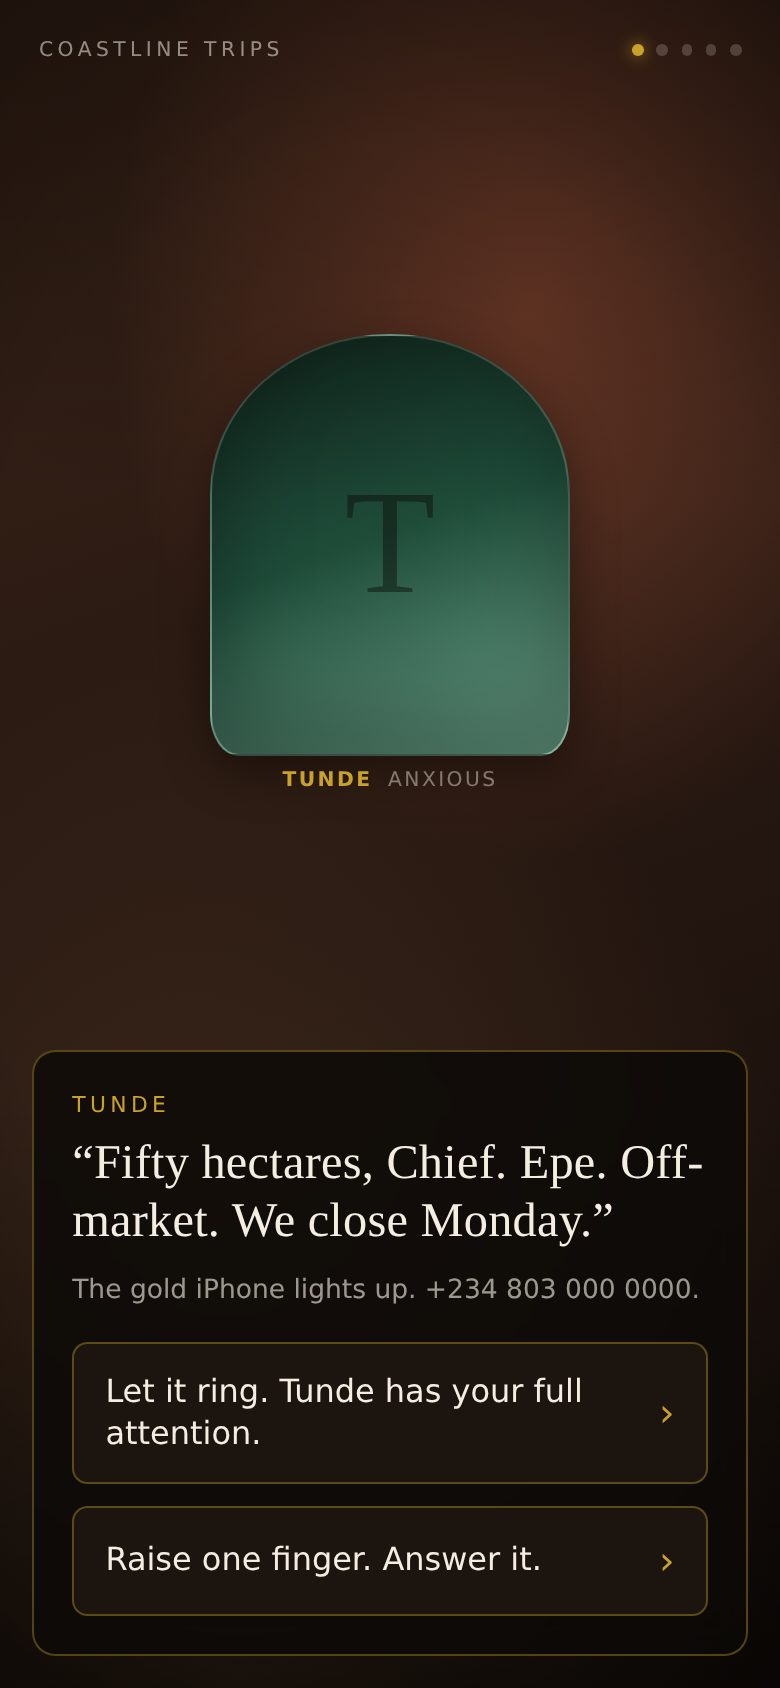 COASTLINE TRIPS
T
TUNDE ANXIOUS
TUNDE
“Fifty hectares, Chief. Epe. Off-
market. We close Monday.”
The gold iPhone lights up. +234 803 000 0000.
Let it ring. Tunde has your full
attention.
Raise one finger. Answer it.